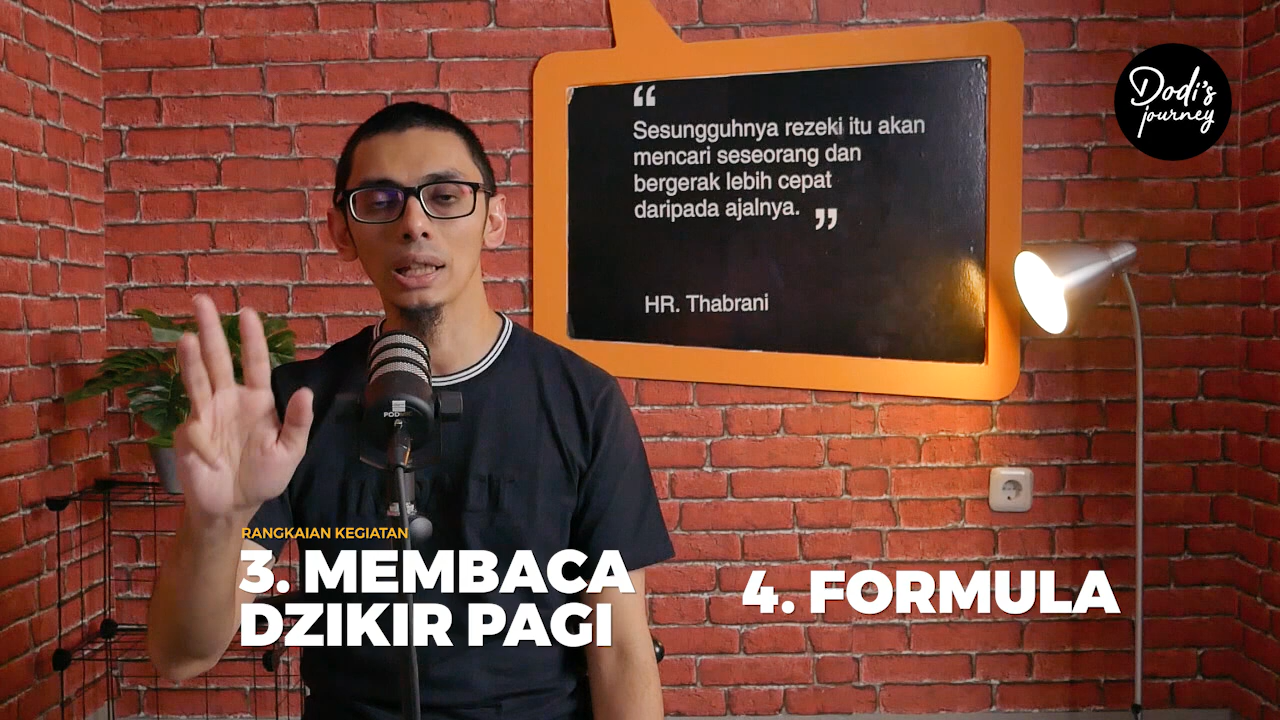 Dodi's
journey
“
Sesungguhnya rezeki itu akan
mencari seseorang dan
bergerak lebih cepat
daripada ajalnya. ”
HR. Thabrani
RANGKAIAN KEGIATAN
3. MEMBACA
DZIKIR PAGI
4. FORMULA